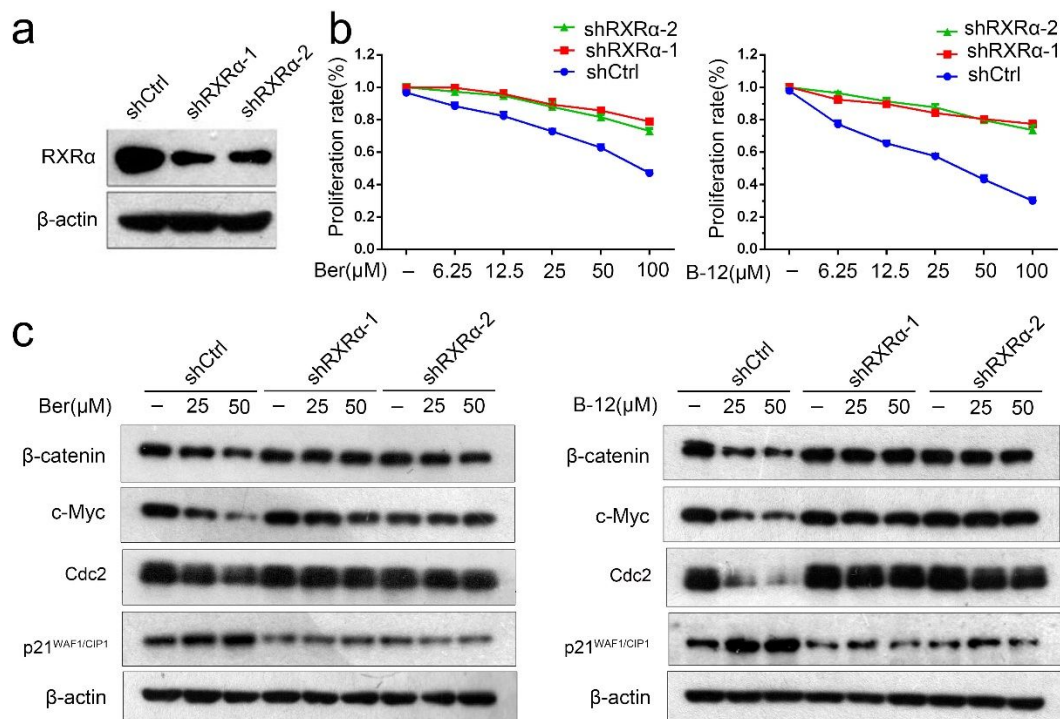 a
shCtrl
shRXRα-1
shRXRα-2
RXRα
β-actin
b
shRXRα-2
shRXRα-1
shCtrl
Proliferation rate(%)
1.2
1.0
0.8
0.6
0.4
0.2
0.0
Ber(μM) – 6.25 12.5 25 50 100
shRXRα-2
shRXRα-1
shCtrl
Proliferation rate(%)
1.2
1.0
0.8
0.6
0.4
0.2
0.0
B-12(μM) – 6.25 12.5 25 50 100
c
shCtrl
shRXRα-1
shRXRα-2
Ber(μM) – 25 50 – 25 50 – 25 50
β-catenin
c-Myc
Cdc2
p21WAF1/CIP1
β-actin
shCtrl
shRXRα-1
shRXRα-2
B-12(μM) – 25 50 – 25 50 – 25 50
β-catenin
c-Myc
Cdc2
p21WAF1/CIP1
β-actin